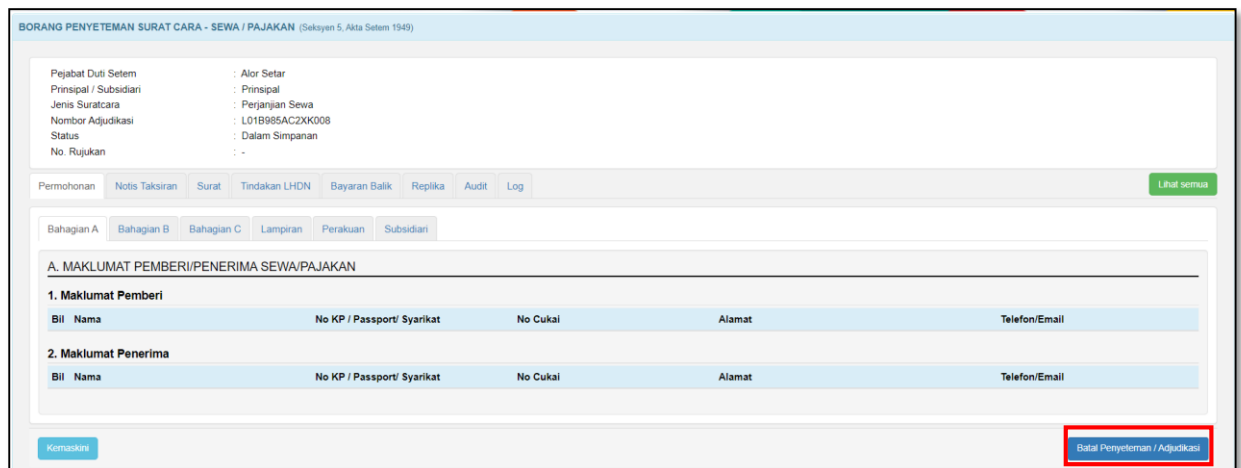 BORANG PENYETEMAN SURAT CARA - SEWA / PAJAKAN (Seksyen 5, Akta Setem 1949)
Pejabat Duti Setem : Alor Setar
Prinsipal / Subsidiari : Prinsipal
Jenis Suratcara : Perjanjian Sewa
Nombor Adjudikasi : L01B985AC2XK008
Status : Dalam Simpanan
No. Rujukan : -
Permohonan Notis Taksiran Surat Tindakan LHDN Bayaran Balik Replika Audit Log Lihat semua
Bahagian A Bahagian B Bahagian C Lampiran Perakuan Subsidiari
A. MAKLUMAT PEMBERI/PENERIMA SEWA/PAJAKAN
1. Maklumat Pemberi
Bil Nama No KP / Passport/ Syarikat No Cukai Alamat Telefon/Email
2. Maklumat Penerima
Bil Nama No KP / Passport/ Syarikat No Cukai Alamat Telefon/Email
Kemaskini Batal Penyeteman / Adjudikasi